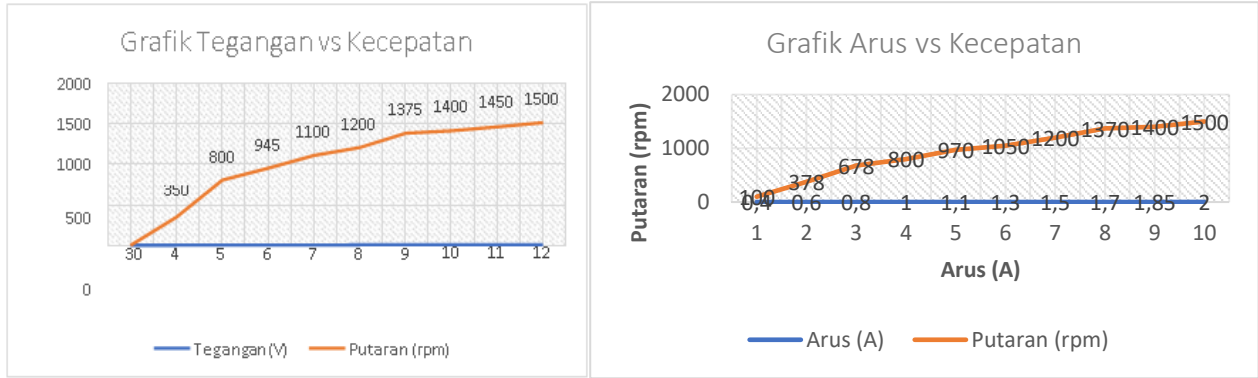 Grafik Tegangan vs Kecepatan
2000
1500
1000
500
0
350
800
945
1100
1200
1375
1400
1450
1500
30 4 5 6 7 8 9 10 11 12
Tegangan (V) Putaran (rpm)
Grafik Arus vs Kecepatan
Putaran (rpm)
2000
1000
0
100 378 678 800 970 1050 1200 1370 1400 1500
0,4 0,6 0,8 1 1,1 1,3 1,5 1,7 1,85 2
1 2 3 4 5 6 7 8 9 10
Arus (A)
Arus (A) Putaran (rpm)